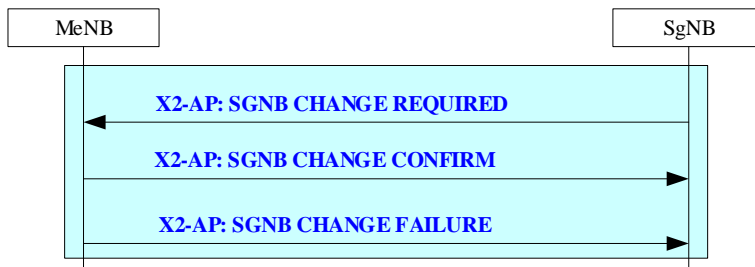 MeNB
SgNB
X2-AP: SGNB CHANGE REQUIRED
X2-AP: SGNB CHANGE CONFIRM
X2-AP: SGNB CHANGE FAILURE